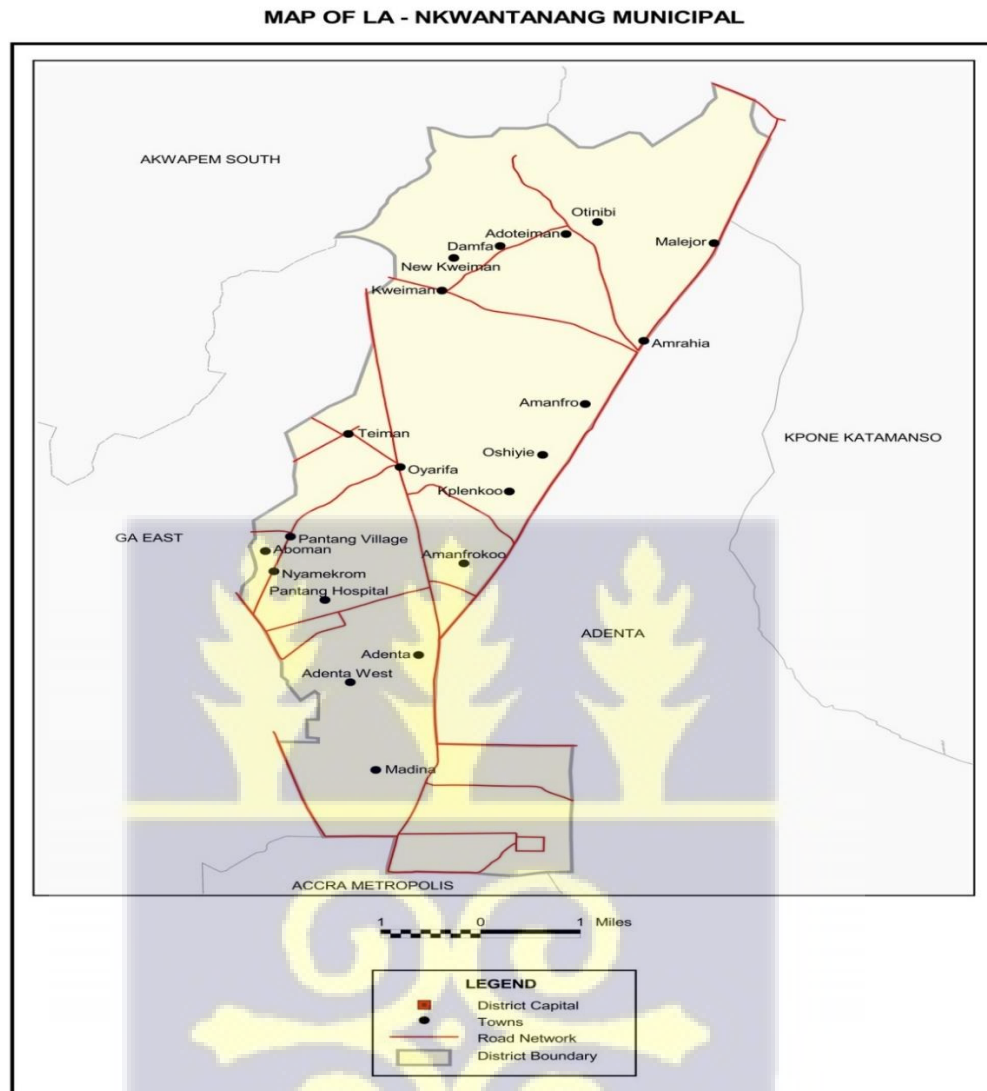 MAP OF LA - NKWANTANANG MUNICIPAL
AKWAPEM SOUTH
Otinibi
Adoteiman
Malejor
Damfa
New Kweiman
Kweiman
Amrahia
Amanfro
Teiman
KPONE KATAMANSO
Oshiyie
Oyarifa
Kplenkoo
GA EAST
Pantang Village
Aboman
Amanfrokoo
Nyamekrom
Pantang Hospital
ADENTA
Adenta
Adenta West
Madina
ACCRA METROPOLIS
1 0 1 Miles
LEGEND
District Capital
Towns
Road Network
District Boundary